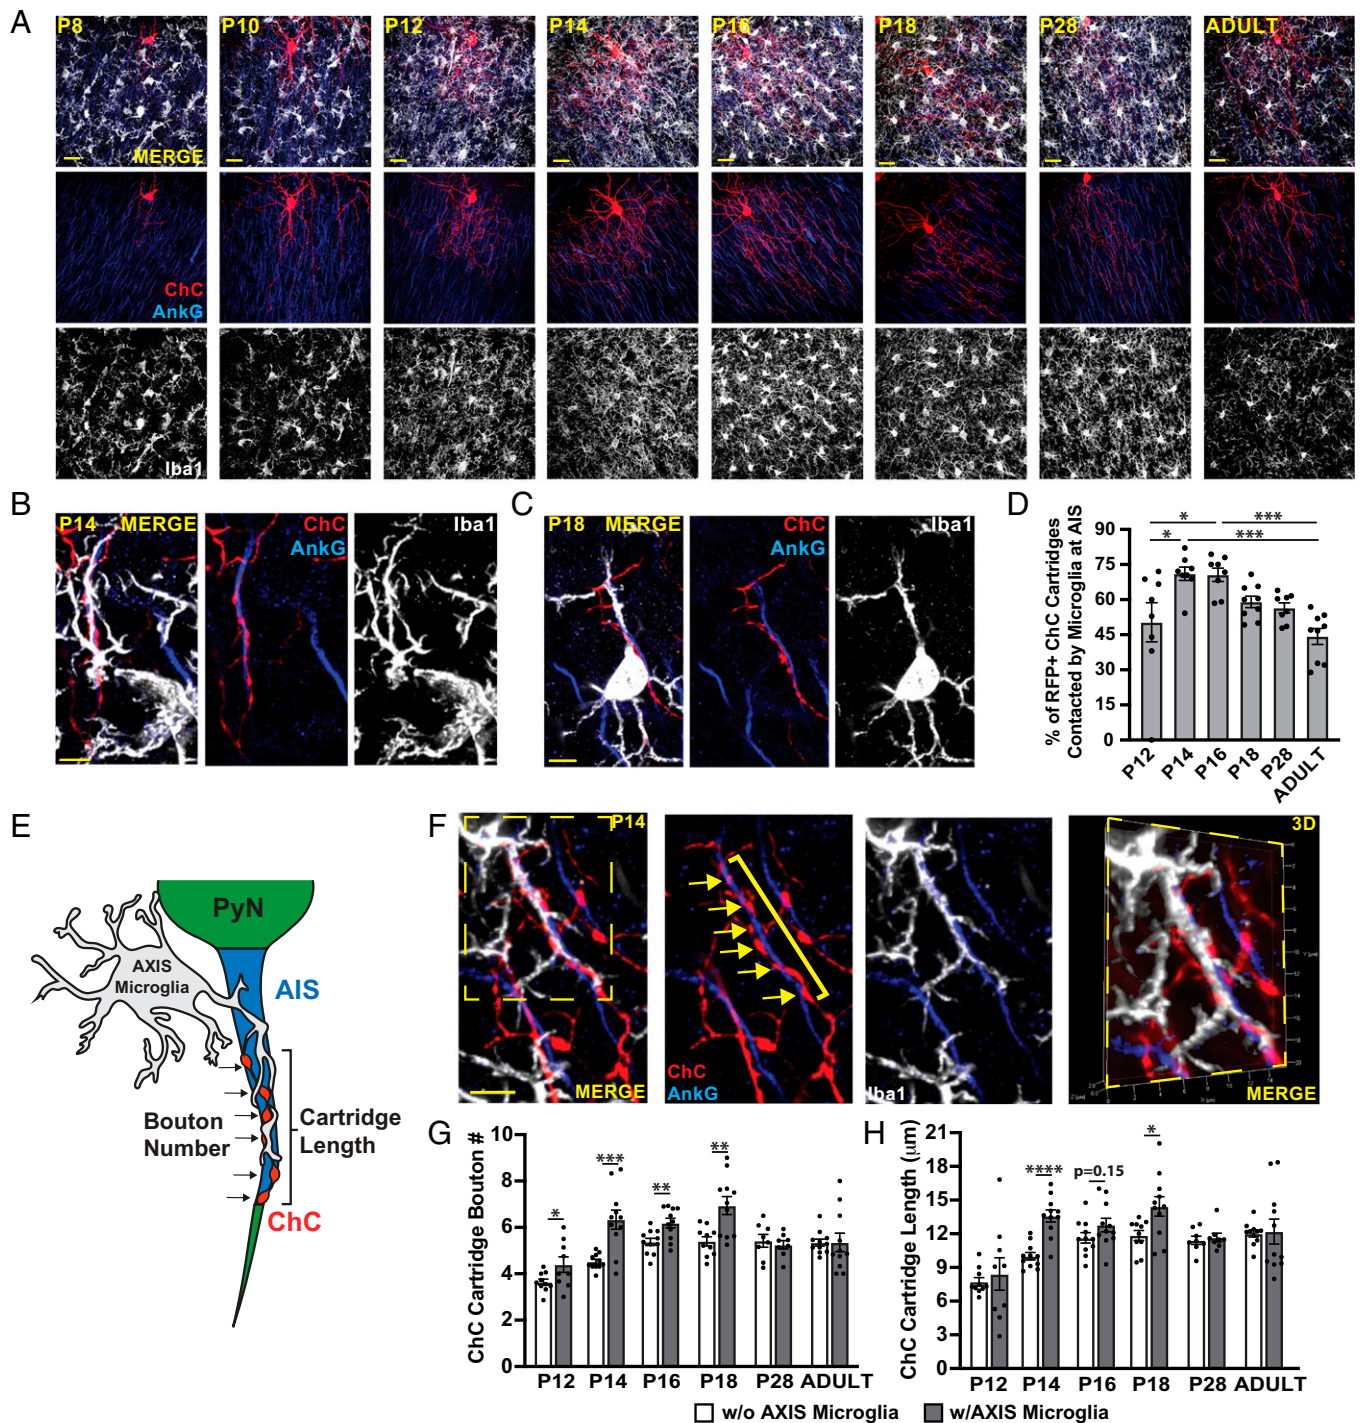 A
P8 P10 P12 P14 P16 P18 P28 ADULT
MERGE
ChC
AnkG
Iba1
B
P14 MERGE ChC Iba1
AnkG
C
P18 MERGE ChC Iba1
AnkG
D
% of RFP+ ChC Cartridges
Contacted by Microglia at AIS
90
75
60
45
30
15
0
* ***
* ***
P12 P14 P16 P18 P28 ADULT
E
PyN
AXIS
Microglia
AIS
Bouton
Number
Cartridge
Length
ChC
F
P14
MERGE
ChC
AnkG
Iba1
3D
MERGE
G
ChC Cartridge Bouton #
10
8
6
4
2
0
* *** ** **
P12 P14 P16 P18 P28 ADULT
H
ChC Cartridge Length (μm)
21
18
15
12
9
6
3
0
**** p=0.15 *
P12 P14 P16 P18 P28 ADULT
w/o AXIS Microglia w/AXIS Microglia